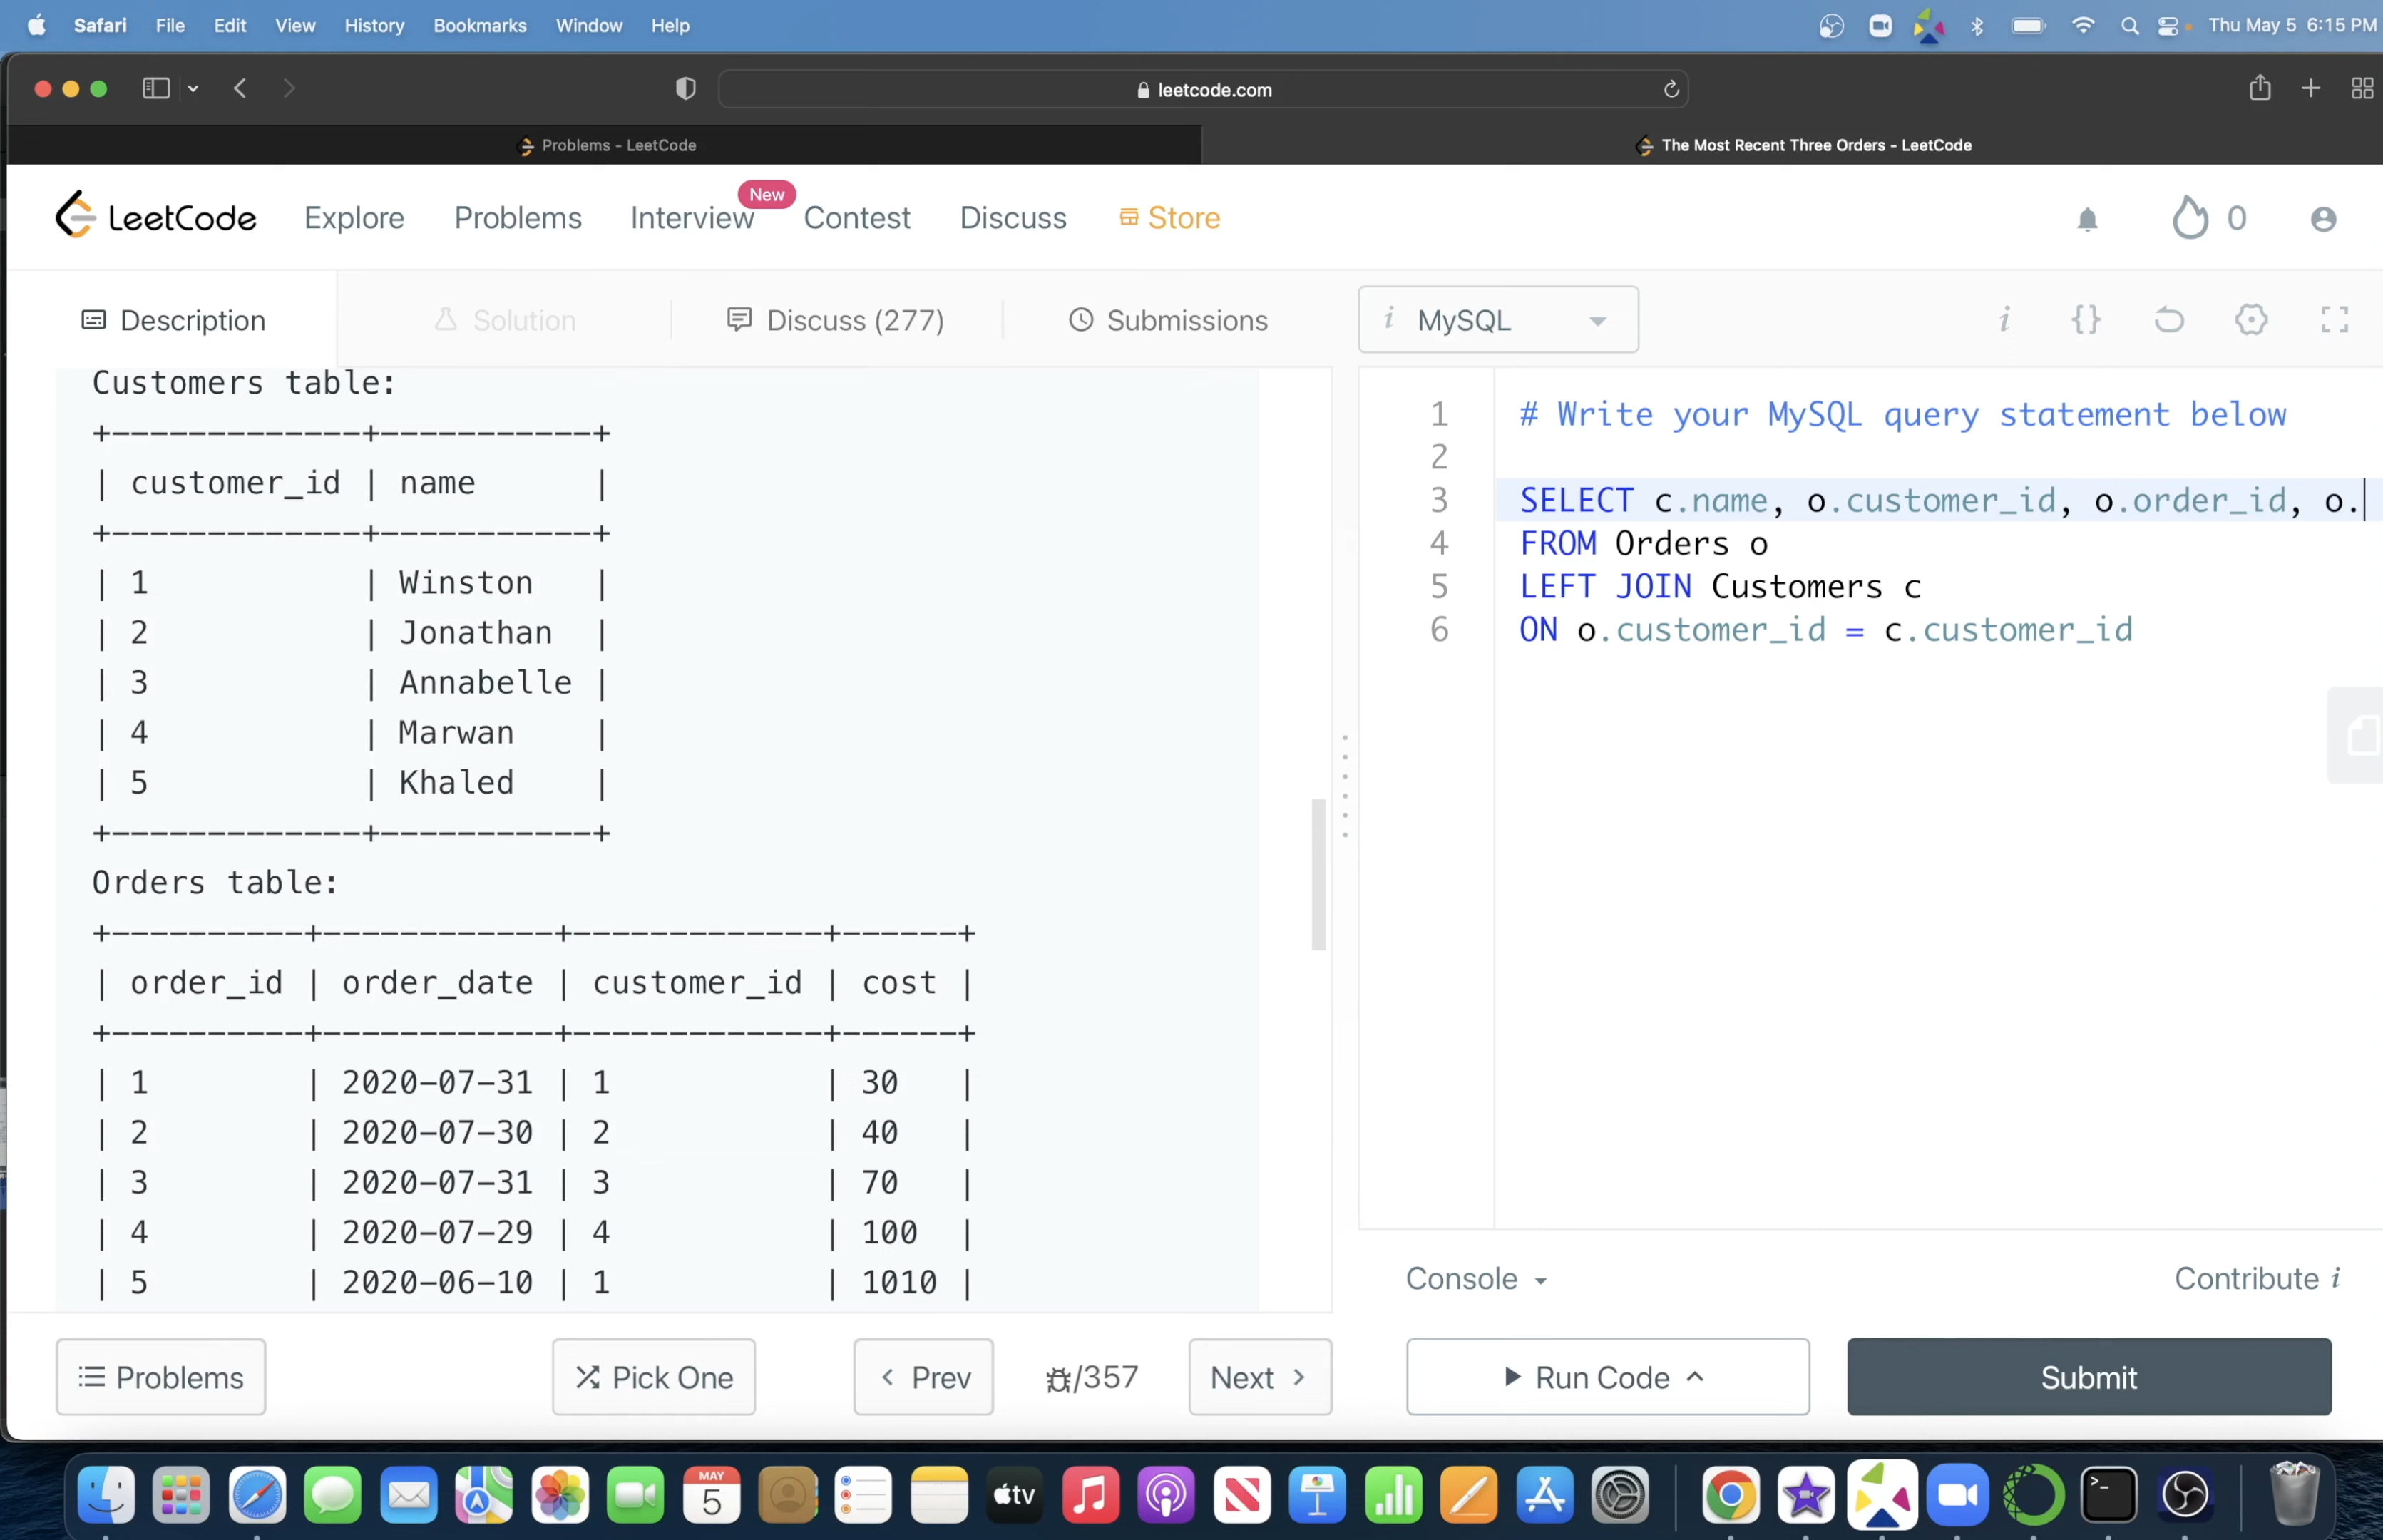 Safari File Edit View History Bookmarks Window Help Thu May 5 6:15 PM
leetcode.com
Problems - LeetCode The Most Recent Three Orders - LeetCode
LeetCode Explore Problems Interview New Contest Discuss Store 0
Description Solution Discuss (277) Submissions i MySQL i {}
Customers table:
+-------------+-----------+
| customer_id | name      |
+-------------+-----------+
| 1           | Winston   |
| 2           | Jonathan  |
| 3           | Annabelle |
| 4           | Marwan    |
| 5           | Khaled    |
+-------------+-----------+
Orders table:
+----------+------------+-------------+------+
| order_id | order_date | customer_id | cost |
+----------+------------+-------------+------+
| 1        | 2020-07-31 | 1           | 30   |
| 2        | 2020-07-30 | 2           | 40   |
| 3        | 2020-07-31 | 3           | 70   |
| 4        | 2020-07-29 | 4           | 100  |
| 5        | 2020-06-10 | 1           | 1010 |
1 # Write your MySQL query statement below
2
3 SELECT c.name, o.customer_id, o.order_id, o.
4 FROM Orders o
5 LEFT JOIN Customers c
6 ON o.customer_id = c.customer_id
Console Contribute i
Problems Pick One Prev /357 Next Run Code Submit
MAY
5
tv